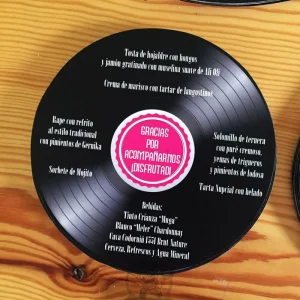 Tosta de hojaldre con hongos
y jamón gratinado con muselina suave de Ali Oli
Crema de marisco con tartar de langostinos
Rape con refrito
al estilo tradicional
con pimientos de Gernika
Sorbete de Mojito
GRACIAS
POR
ACOMPAÑARNOS
¡DISFRUTAD!
Solomillo de ternera
con puré cremoso,
yemas de trigueros
y pimientos de Lodosa
Tarta Nupcial con helado
Bebidas:
Tinto Crianza "Muga"
Blanco "Heler" Chardonnay
Cava Codorniú 1551 Brut Nature
Cerveza, Refrescos y Agua Mineral